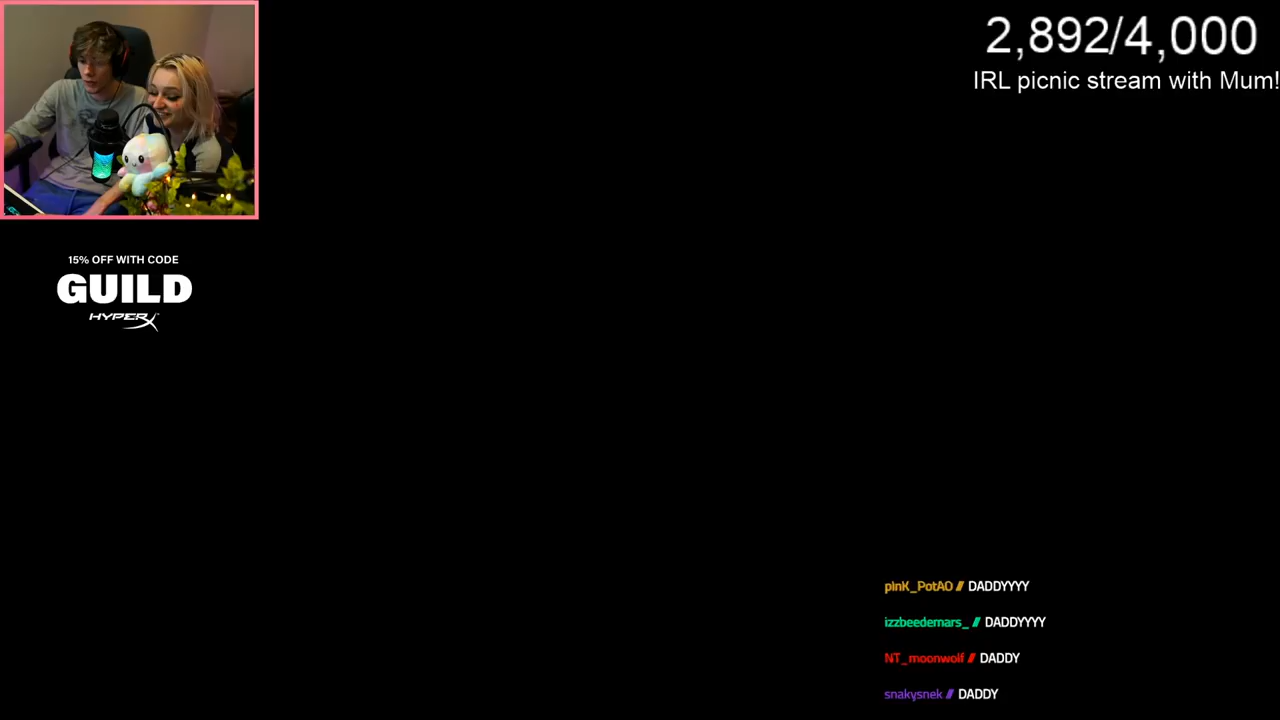 2,892/4,000
IRL picnic stream with Mum!
15% OFF WITH CODE
GUILD
HYPERX
pInK_PotAO // DADDYYYY
izzbeedemars_ // DADDYYYY
NT_moonwolf // DADDY
snakysnek // DADDY